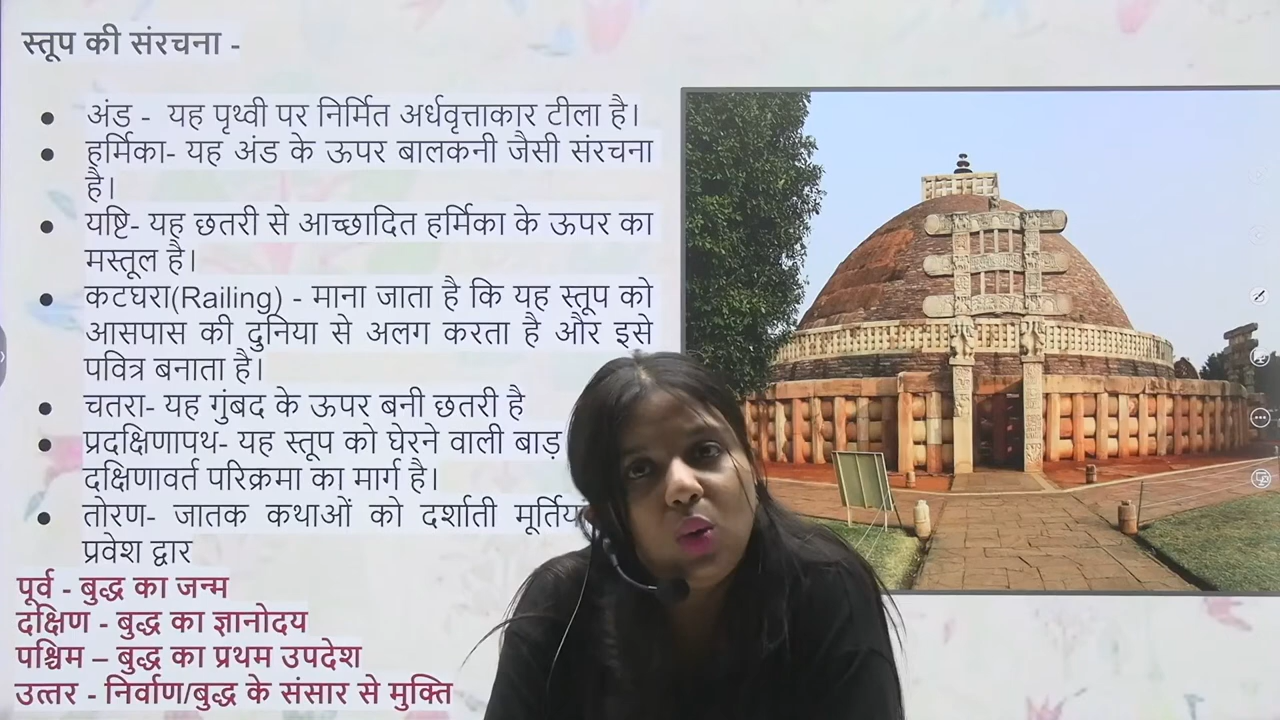 स्तूप की संरचना -
अंड - यह पृथ्वी पर निर्मित अर्धवृत्ताकार टीला है।
हर्मिका- यह अंड के ऊपर बालकनी जैसी संरचना
है।
यष्टि- यह छतरी से आच्छादित हर्मिका के ऊपर का
मस्तूल है।
कटघरा(Railing) - माना जाता है कि यह स्तूप को
आसपास की दुनिया से अलग करता है और इसे
पवित्र बनाता है।
चतरा- यह गुंबद के ऊपर बनी छतरी है
प्रदक्षिणापथ- यह स्तूप को घेरने वाली बाड़
दक्षिणावर्त परिक्रमा का मार्ग है।
तोरण- जातक कथाओं को दर्शाती
प्रवेश द्वार
पूर्व - बुद्ध का जन्म
दक्षिण - बुद्ध का ज्ञानोदय
पश्चिम – बुद्ध का प्रथम उपदेश
उत्तर - निर्वाण/बुद्ध के संसार से मुक्ति